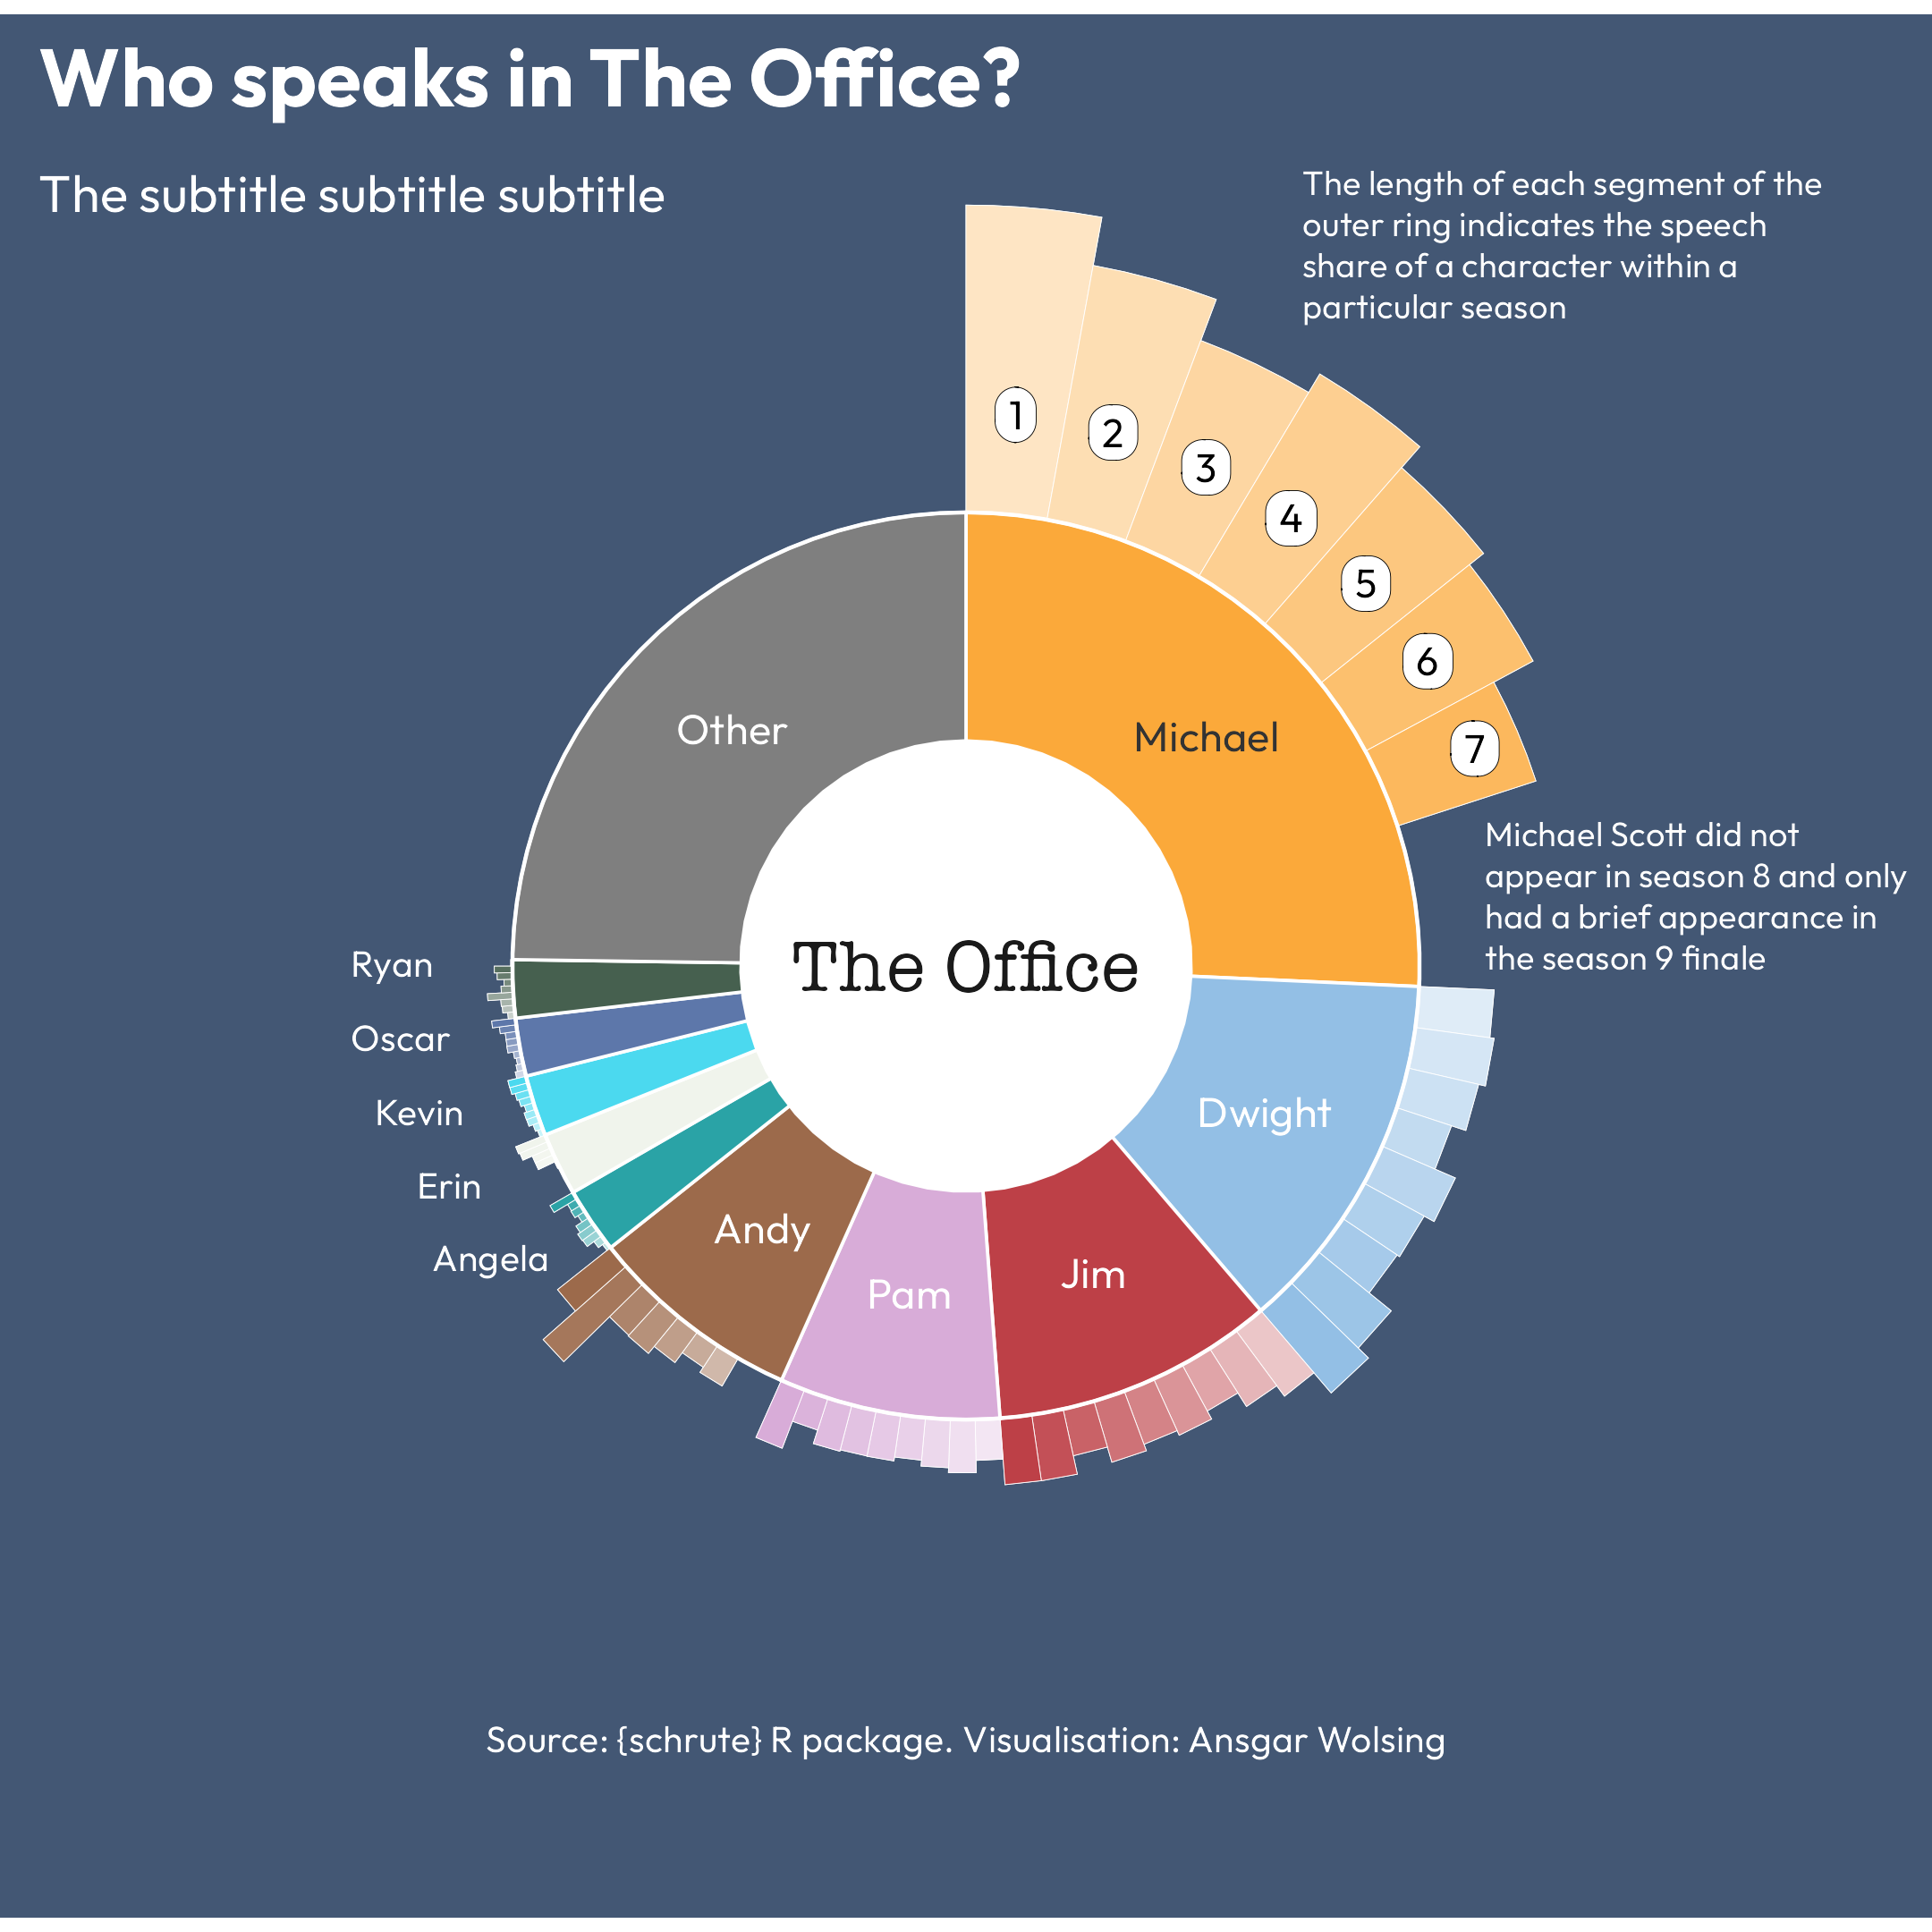 Who speaks in The Office?
The subtitle subtitle subtitle
The length of each segment of the
outer ring indicates the speech
share of a character within a
particular season
1
2
3
4
5
6
7
Other
Michael
Michael Scott did not
appear in season 8 and only
had a brief appearance in
the season 9 finale
The Office
Ryan
Oscar
Kevin
Erin
Angela
Dwight
Andy
Pam
Jim
Source: {schrute} R package. Visualisation: Ansgar Wolsing